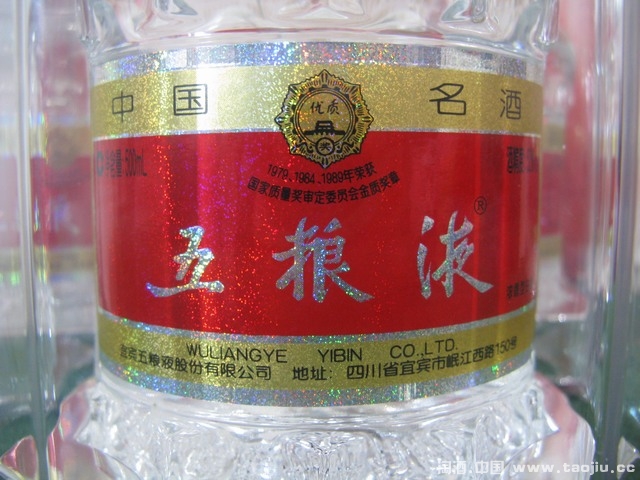 中国 名酒
优质
奖
1979、1984、1989年荣获
国家质量奖审定委员会金质奖章
500mL
五粮液®
WULIANGYE YIBIN CO.,LTD.
宜宾五粮液股份有限公司 地址:四川省宜宾市岷江西路150号
淘酒.中国 www.taojiu.cc